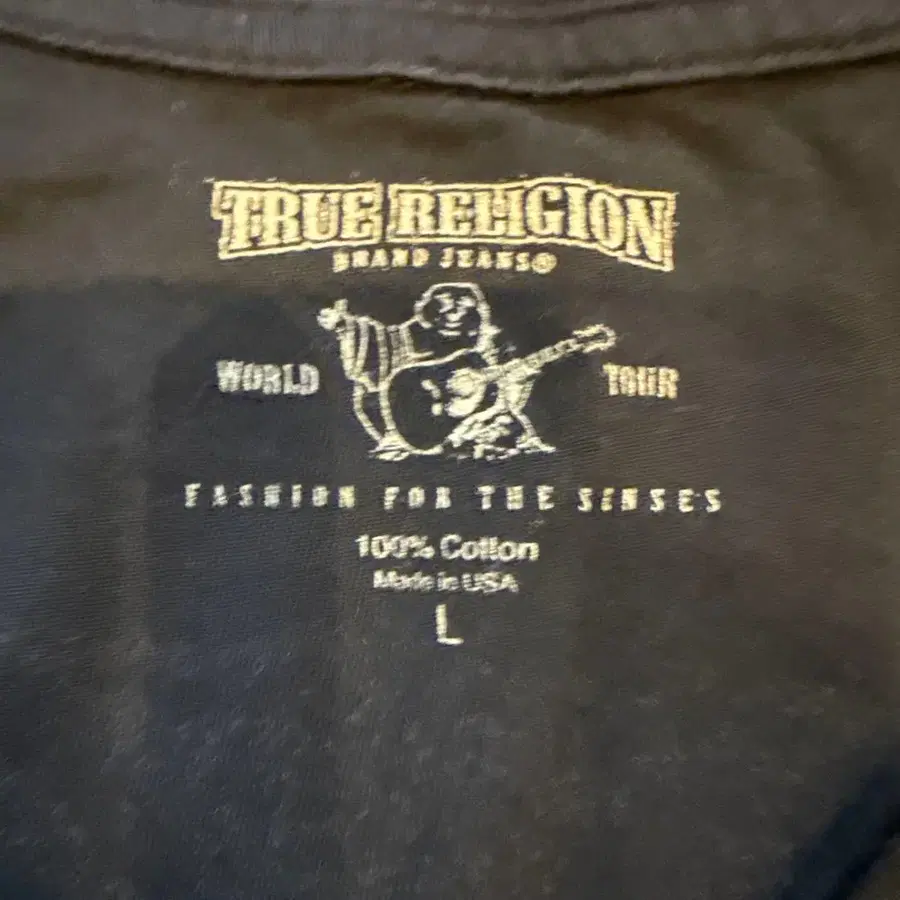 TRUE RELIGION
BRAND JEANS®
WORLD TOUR
FASHION FOR THE SENSES
100% Cotton
Made in USA
L